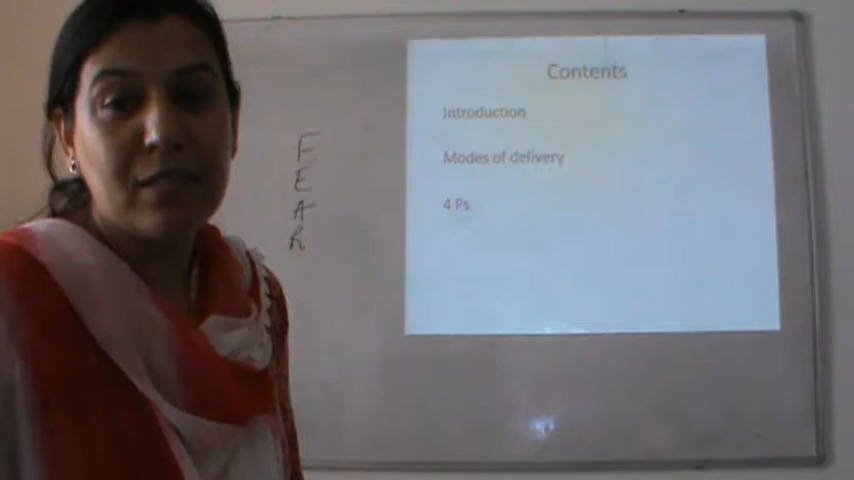 Contents
Introduction
Modes of delivery
4 Ps
F
E
A
R